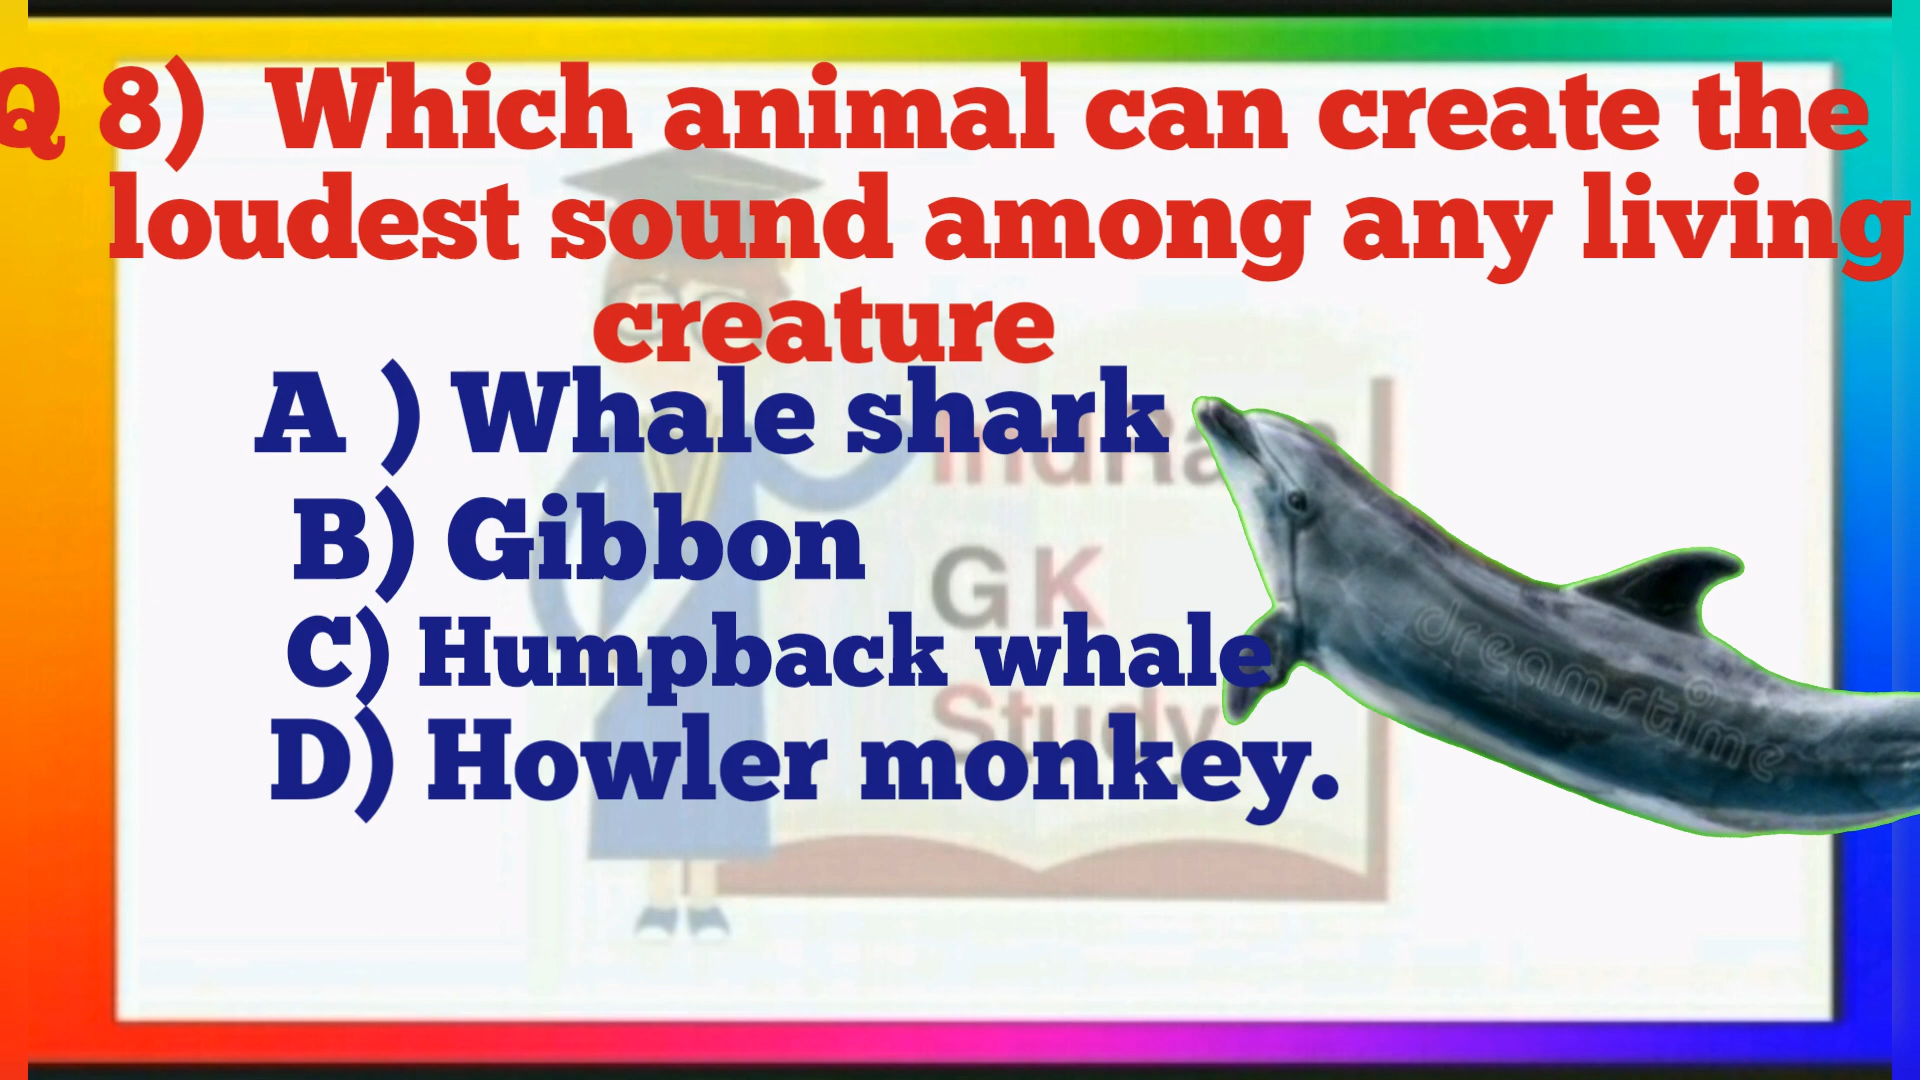 Q 8) Which animal can create the
loudest sound among any living
creature
A ) Whale shark
B) Gibbon
C) Humpback whale
D) Howler monkey.
GK
Study
dreamstime